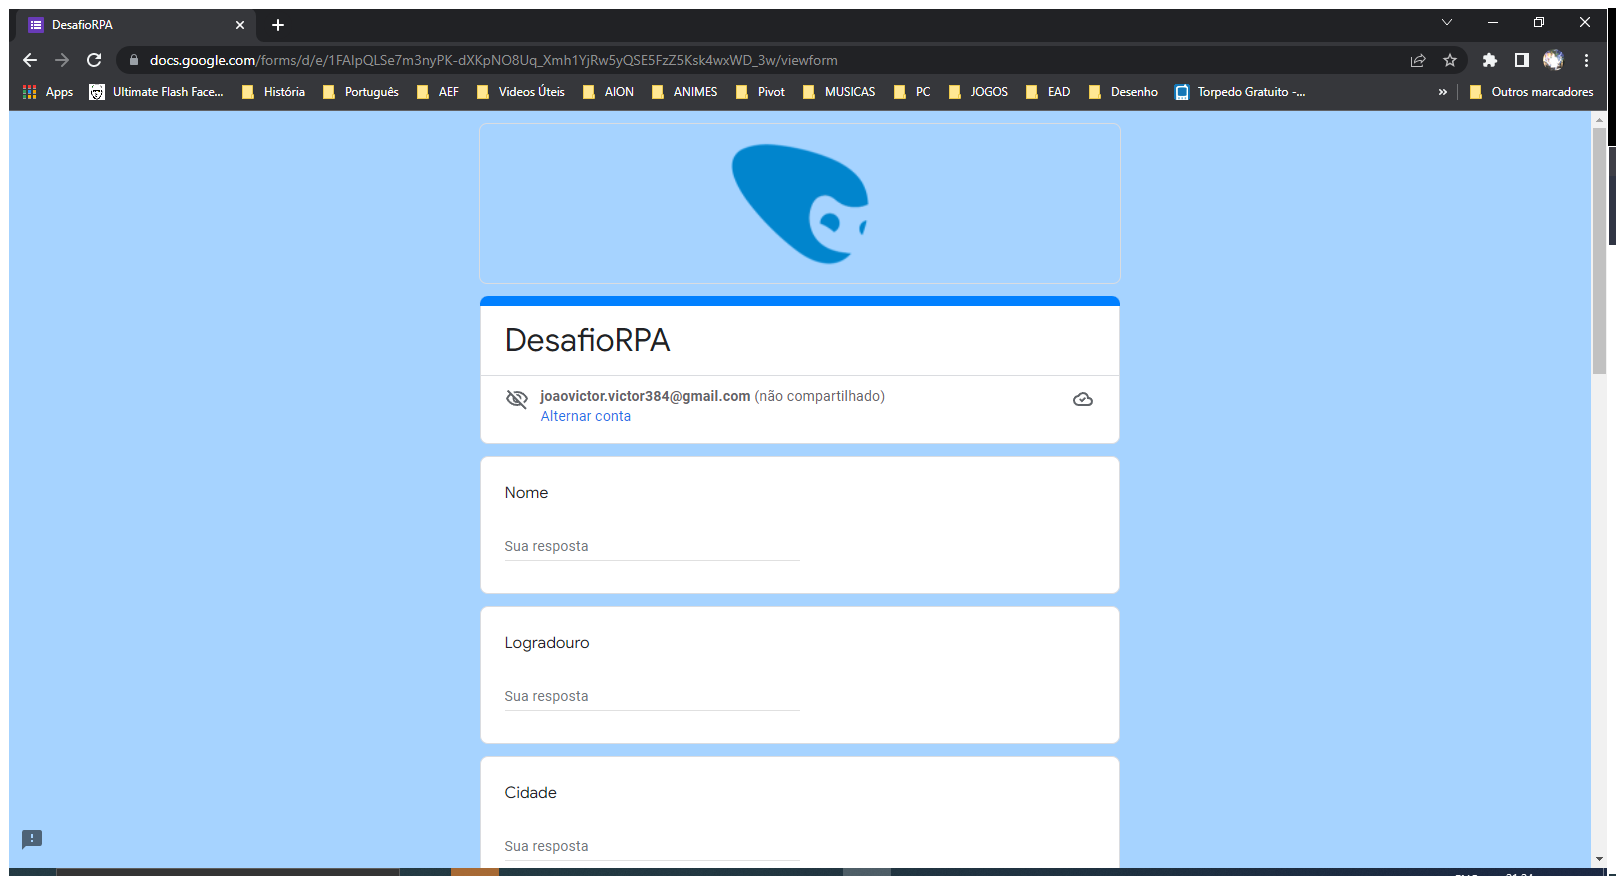 DesafioRPA
docs.google.com/forms/d/e/1FAIpQLSe7m3nyPK-dXKpNO8Uq_Xmh1YjRw5yQSE5FzZ5Ksk4wxWD_3w/viewform
Apps Ultimate Flash Face... História Português AEF Videos Úteis AION ANIMES Pivot MUSICAS PC JOGOS EAD Desenho Torpedo Gratuito -... » Outros marcadores
DesafioRPA
joaovictor.victor384@gmail.com (não compartilhado)
Alternar conta
Nome
Sua resposta
Logradouro
Sua resposta
Cidade
Sua resposta